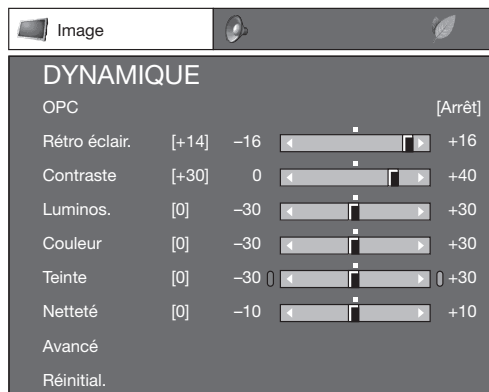 Image
DYNAMIQUE
OPC [Arrêt]
Rétro éclair. [+14] –16 +16
Contraste [+30] 0 +40
Luminos. [0] –30 +30
Couleur [0] –30 +30
Teinte [0] –30 +30
Netteté [0] –10 +10
Avancé
Réinitial.